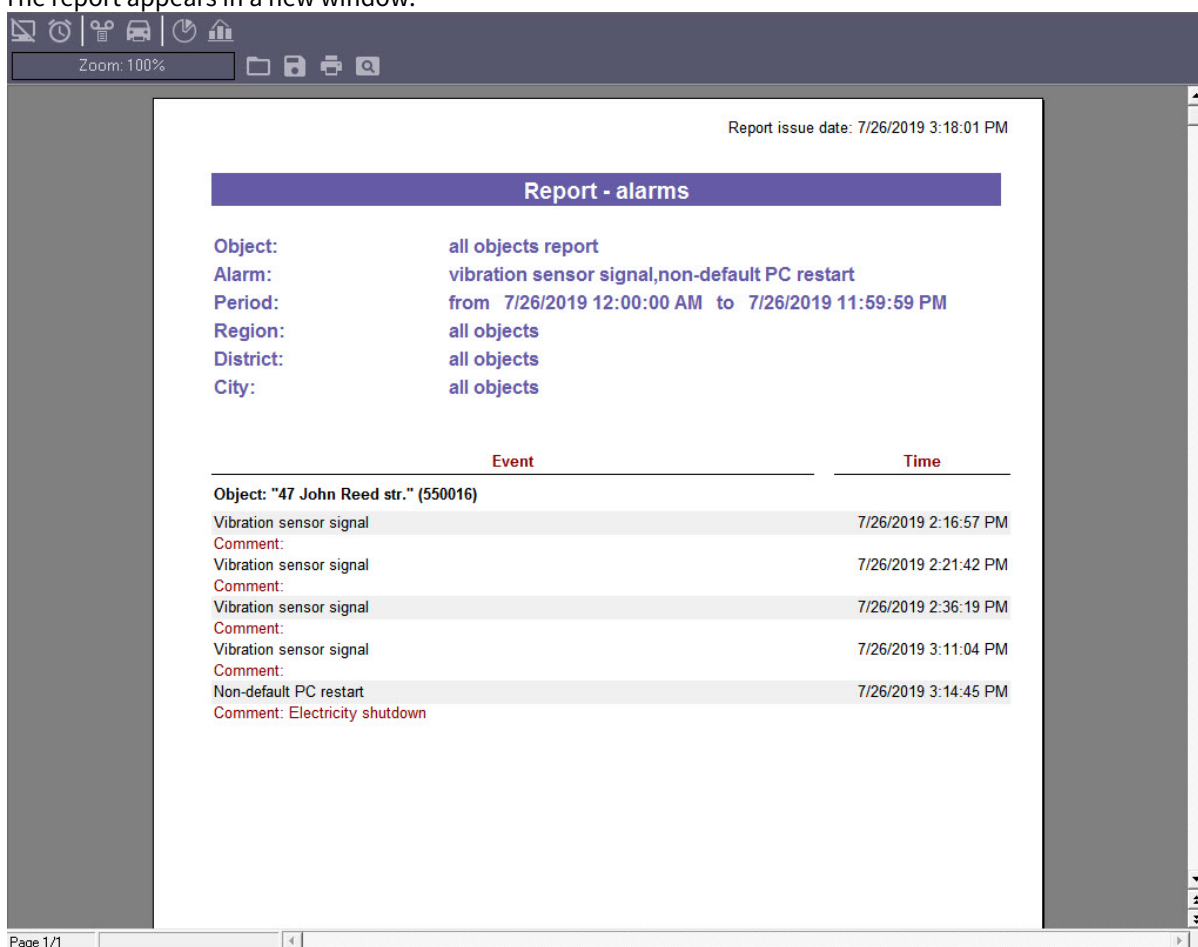 The report appears in a new window.
Zoom: 100%
Report issue date: 7/26/2019 3:18:01 PM
Report - alarms
Object: all objects report
Alarm: vibration sensor signal,non-default PC restart
Period: from 7/26/2019 12:00:00 AM to 7/26/2019 11:59:59 PM
Region: all objects
District: all objects
City: all objects
Event Time
Object: "47 John Reed str." (550016)
Vibration sensor signal 7/26/2019 2:16:57 PM
Comment:
Vibration sensor signal 7/26/2019 2:21:42 PM
Comment:
Vibration sensor signal 7/26/2019 2:36:19 PM
Comment:
Vibration sensor signal 7/26/2019 3:11:04 PM
Comment:
Non-default PC restart 7/26/2019 3:14:45 PM
Comment: Electricity shutdown
Page 1/1